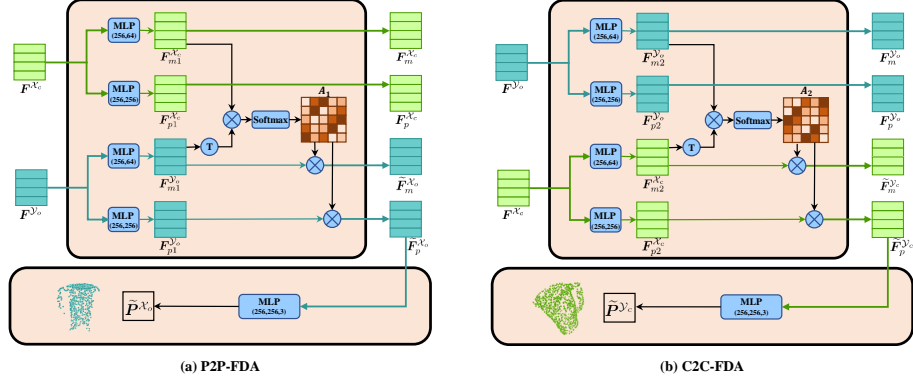 MLP
(256,64)
F_{m1}^{𝒳_c}
F_m^{𝒳_c}
F^{𝒳_c}
MLP
(256,256)
F_{p1}^{𝒳_c}
F_p^{𝒳_c}
A_1
Softmax
T
MLP
(256,64)
F_{m1}^{𝒴_o}
F̃_m^{𝒳_o}
F^{𝒴_o}
MLP
(256,256)
F_{p1}^{𝒴_o}
F̃_p^{𝒳_o}
P̃^{𝒳_o}
MLP
(256,256,3)
(a) P2P-FDA
MLP
(256,64)
F_{m2}^{𝒴_o}
F_m^{𝒴_o}
F^{𝒴_o}
MLP
(256,256)
F_{p2}^{𝒴_o}
F_p^{𝒴_o}
A_2
Softmax
T
MLP
(256,64)
F_{m2}^{𝒳_c}
F̃_m^{𝒴_c}
F^{𝒳_c}
MLP
(256,256)
F_{p2}^{𝒳_c}
F̃_p^{𝒴_c}
P̃^{𝒴_c}
MLP
(256,256,3)
(b) C2C-FDA